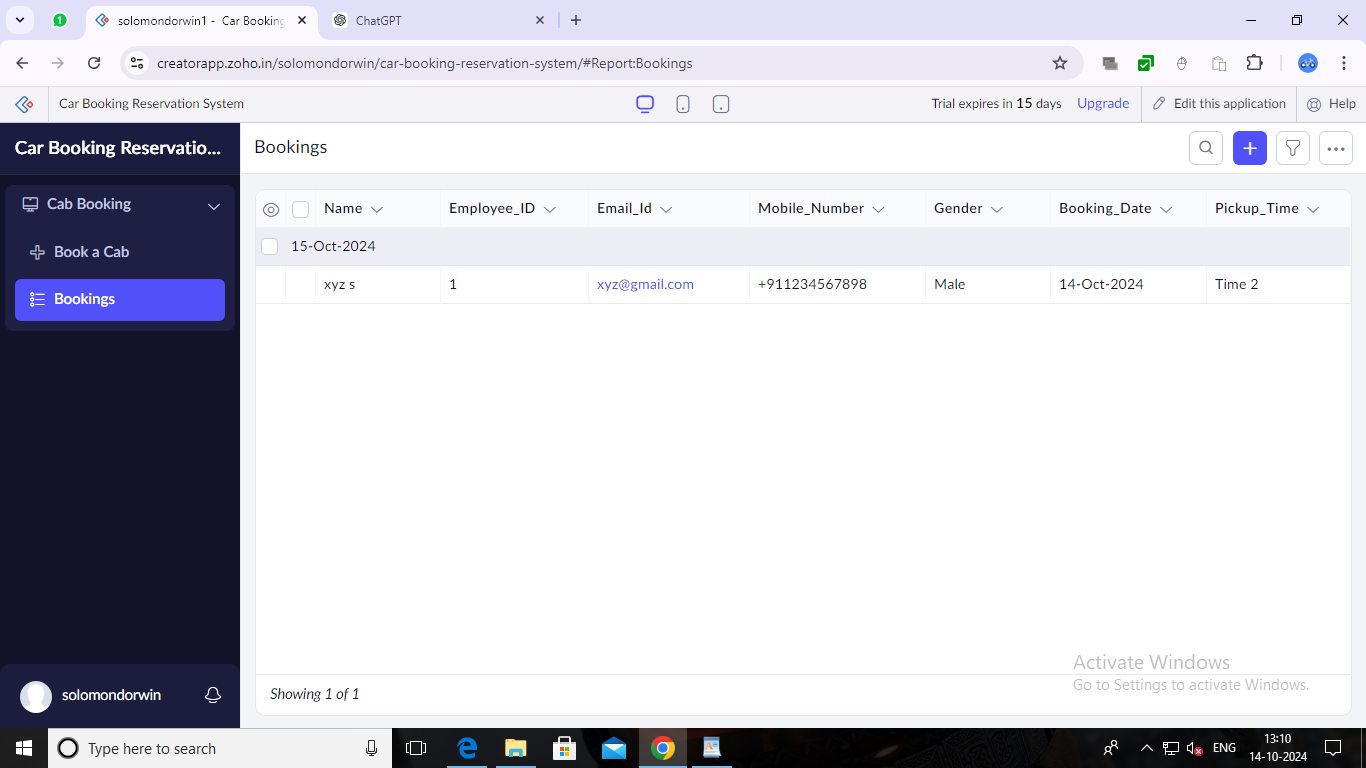 1
solomondorwin1 - Car Booking
ChatGPT
creatorapp.zoho.in/solomondorwin/car-booking-reservation-system/#Report:Bookings
Car Booking Reservation System
Trial expires in 15 days
Upgrade
Edit this application
Help
Car Booking Reservatio...
Bookings
Cab Booking
Book a Cab
Bookings
Name
Employee_ID
Email_Id
Mobile_Number
Gender
Booking_Date
Pickup_Time
15-Oct-2024
xyz s
1
xyz@gmail.com
+911234567898
Male
14-Oct-2024
Time 2
Activate Windows
Go to Settings to activate Windows.
Showing 1 of 1
solomondorwin
Type here to search
ENG
13:10
14-10-2024